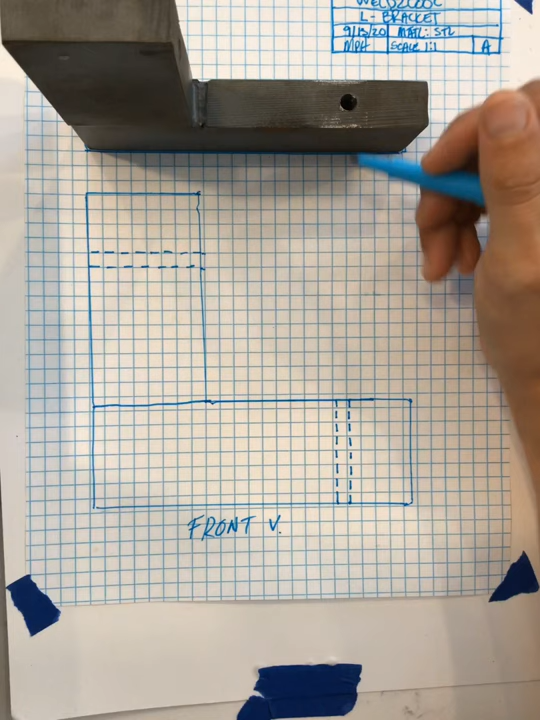 L-BRACKET
9/15/20 MATL: STL
MPH SCALE 1:1 A
FRONT V.